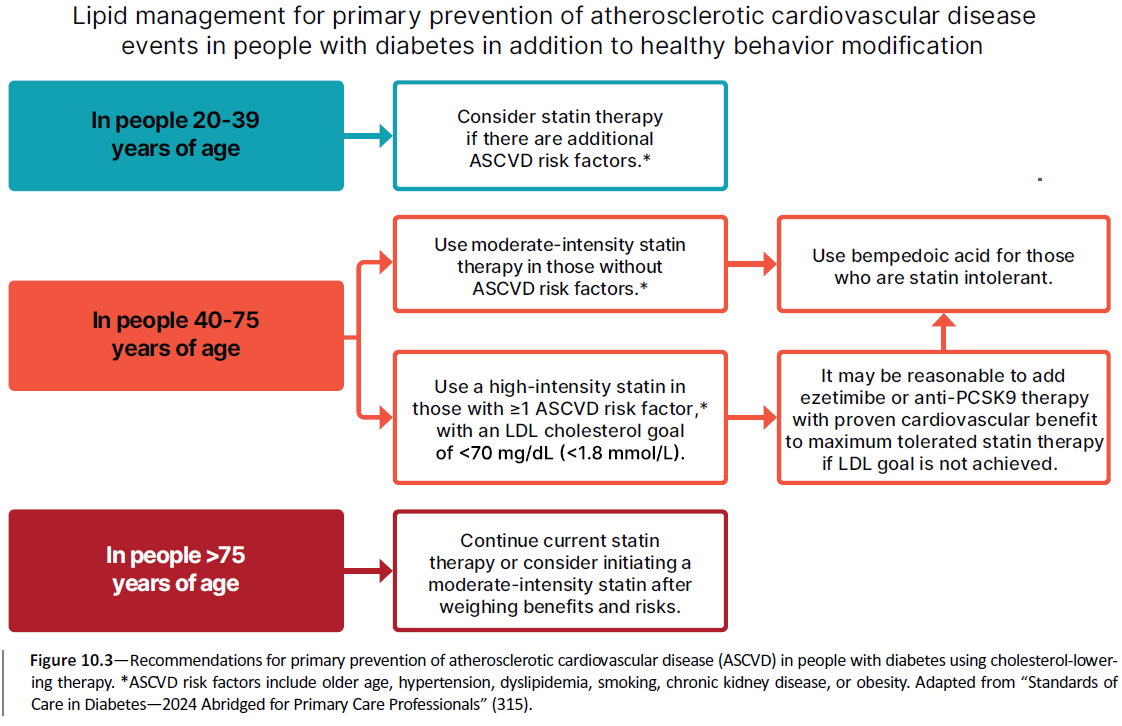 Lipid management for primary prevention of atherosclerotic cardiovascular disease
events in people with diabetes in addition to healthy behavior modification
In people 20-39
years of age
Consider statin therapy
if there are additional
ASCVD risk factors.*
In people 40-75
years of age
Use moderate-intensity statin
therapy in those without
ASCVD risk factors.*
Use bempedoic acid for those
who are statin intolerant.
Use a high-intensity statin in
those with ≥1 ASCVD risk factor,*
with an LDL cholesterol goal
of <70 mg/dL (<1.8 mmol/L).
It may be reasonable to add
ezetimibe or anti-PCSK9 therapy
with proven cardiovascular benefit
to maximum tolerated statin therapy
if LDL goal is not achieved.
In people >75
years of age
Continue current statin
therapy or consider initiating a
moderate-intensity statin after
weighing benefits and risks.
Figure 10.3—Recommendations for primary prevention of atherosclerotic cardiovascular disease (ASCVD) in people with diabetes using cholesterol-lower-
ing therapy. *ASCVD risk factors include older age, hypertension, dyslipidemia, smoking, chronic kidney disease, or obesity. Adapted from “Standards of
Care in Diabetes—2024 Abridged for Primary Care Professionals” (315).